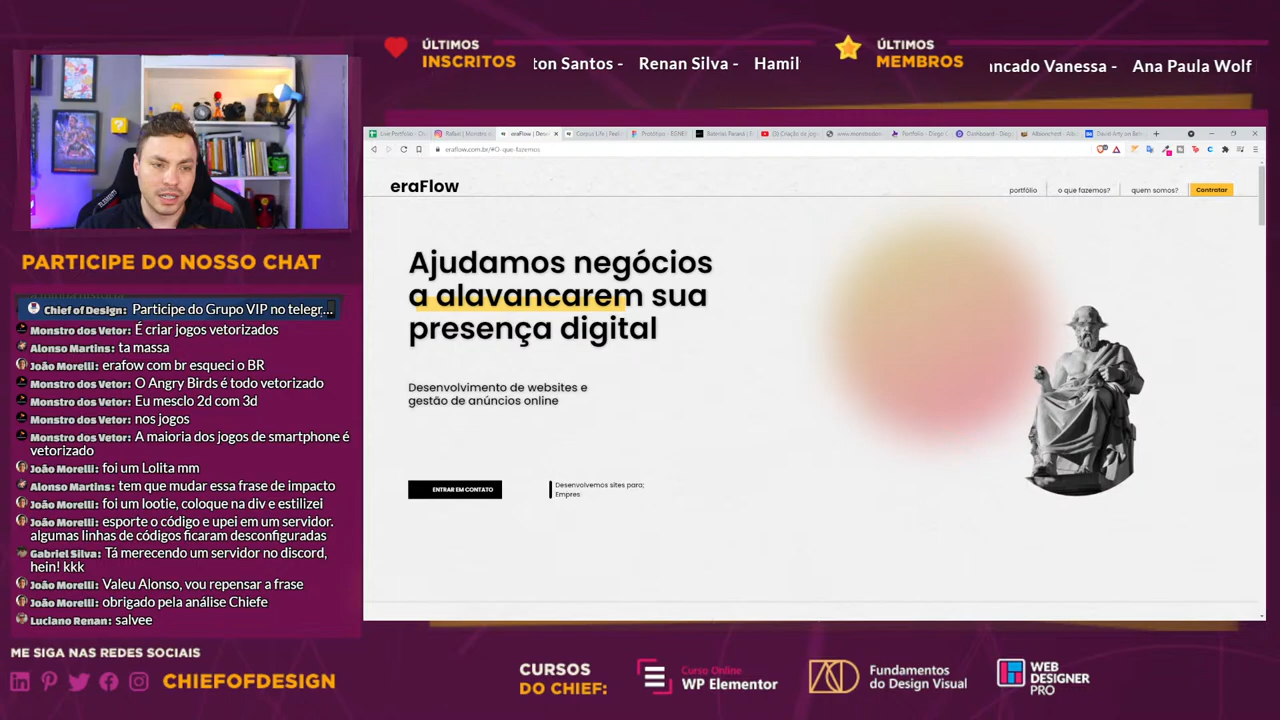 ÚLTIMOS
INSCRITOS
ton Santos - Renan Silva - Hamil
ÚLTIMOS
MEMBROS
ncado Vanessa - Ana Paula Wolf
PARTICIPE DO NOSSO CHAT
Chief of Design: Participe do Grupo VIP no telegr...
Monstro dos Vetor: É criar jogos vetorizados
Alonso Martins: ta massa
João Morelli: erafow com br esqueci o BR
Monstro dos Vetor: O Angry Birds é todo vetorizado
Monstro dos Vetor: Eu mesclo 2d com 3d
Monstro dos Vetor: nos jogos
Monstro dos Vetor: A maioria dos jogos de smartphone é
vetorizado
João Morelli: foi um Lolita mm
Alonso Martins: tem que mudar essa frase de impacto
João Morelli: foi um lootie, coloque na div e estilizei
João Morelli: esporte o código e upei em um servidor.
algumas linhas de códigos ficaram desconfiguradas
Gabriel Silva: Tá merecendo um servidor no discord,
hein! kkk
João Morelli: Valeu Alonso, vou repensar a frase
João Morelli: obrigado pela análise Chiefe
Luciano Renan: salvee
eraflow.com.br/#O-que-fazemos
eraFlow
portfólio
o que fazemos?
quem somos?
Contratar
Ajudamos negócios
a alavancarem sua
presença digital
Desenvolvimento de websites e
gestão de anúncios online
ENTRAR EM CONTATO
Desenvolvemos sites para;
Empres
ME SIGA NAS REDES SOCIAIS
CHIEFOFDESIGN
CURSOS
DO CHIEF:
Curso Online
WP Elementor
Fundamentos
do Design Visual
WEB
DESIGNER
PRO